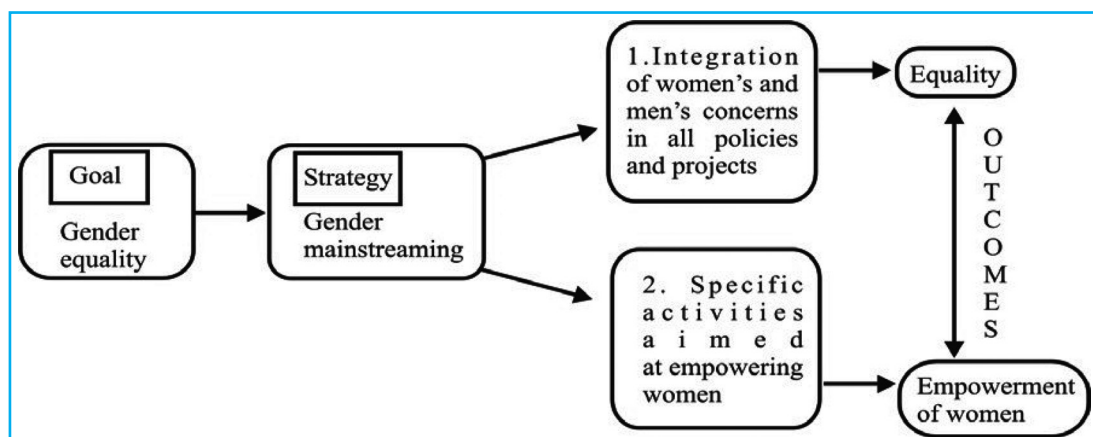 Goal
Gender
equality
Strategy
Gender
mainstreaming
1.Integration
of women's and
men's concerns
in all policies
and projects
2. Specific
activities
aimed
at empowering
women
Equality
OUTCOMES
Empowerment
of women